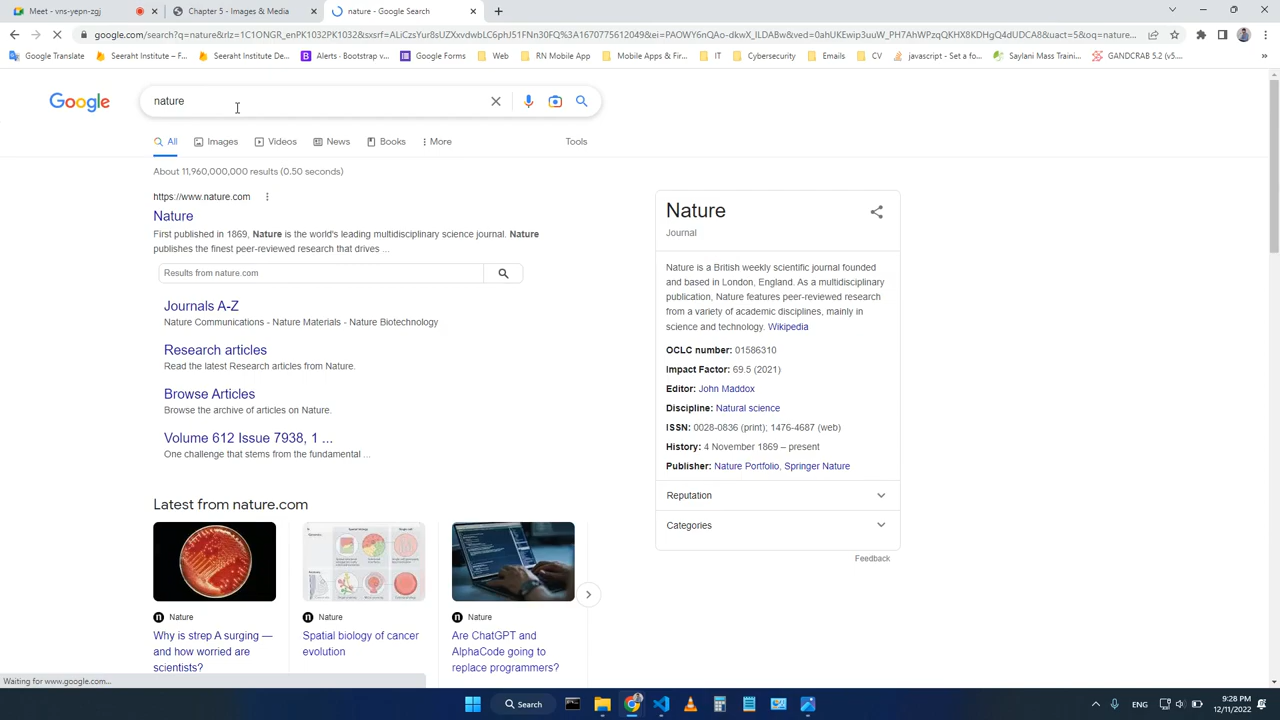 Meet - vns-yepn-zgj
Chapter 5 - Images & Media
nature - Google Search
google.com/search?q=nature&rlz=1C1ONGR_enPK1032PK1032&sxsrf=
Google Translate
Seeraht Institute – F...
Seeraht Institute De...
Alerts · Bootstrap v...
Google Forms
Web
RN Mobile App
Mobile Apps & Fir...
IT
Cybersecurity
Emails
CV
javascript - Set a fo...
Saylani Mass Traini...
GANDCRAB 5.2 (v5....
»
Google
nature
All Images Videos News Books More Tools
About 11,960,000,000 results (0.50 seconds)
https://www.nature.com
Nature
First published in 1869, Nature is the world's leading multidisciplinary science journal. Nature
publishes the finest peer-reviewed research that drives ...
Results from nature.com
Journals A-Z
Nature Communications - Nature Materials - Nature Biotechnology
Research articles
Read the latest Research articles from Nature.
Browse Articles
Browse the archive of articles on Nature.
Volume 612 Issue 7938, 1 ...
One challenge that stems from the fundamental ...
Latest from nature.com
Nature
Why is strep A surging —
and how worried are
scientists?
Nature
Spatial biology of cancer
evolution
Nature
Are ChatGPT and
AlphaCode going to
replace programmers?
Nature
Journal
Nature is a British weekly scientific journal founded
and based in London, England. As a multidisciplinary
publication, Nature features peer-reviewed research
from a variety of academic disciplines, mainly in
science and technology. Wikipedia
OCLC number: 01586310
Impact Factor: 69.5 (2021)
Editor: John Maddox
Discipline: Natural science
ISSN: 0028-0836 (print); 1476-4687 (web)
History: 4 November 1869 – present
Publisher: Nature Portfolio, Springer Nature
Reputation
Categories
Feedback
Waiting for www.google.com...
Search
ENG
9:28 PM
12/11/2022